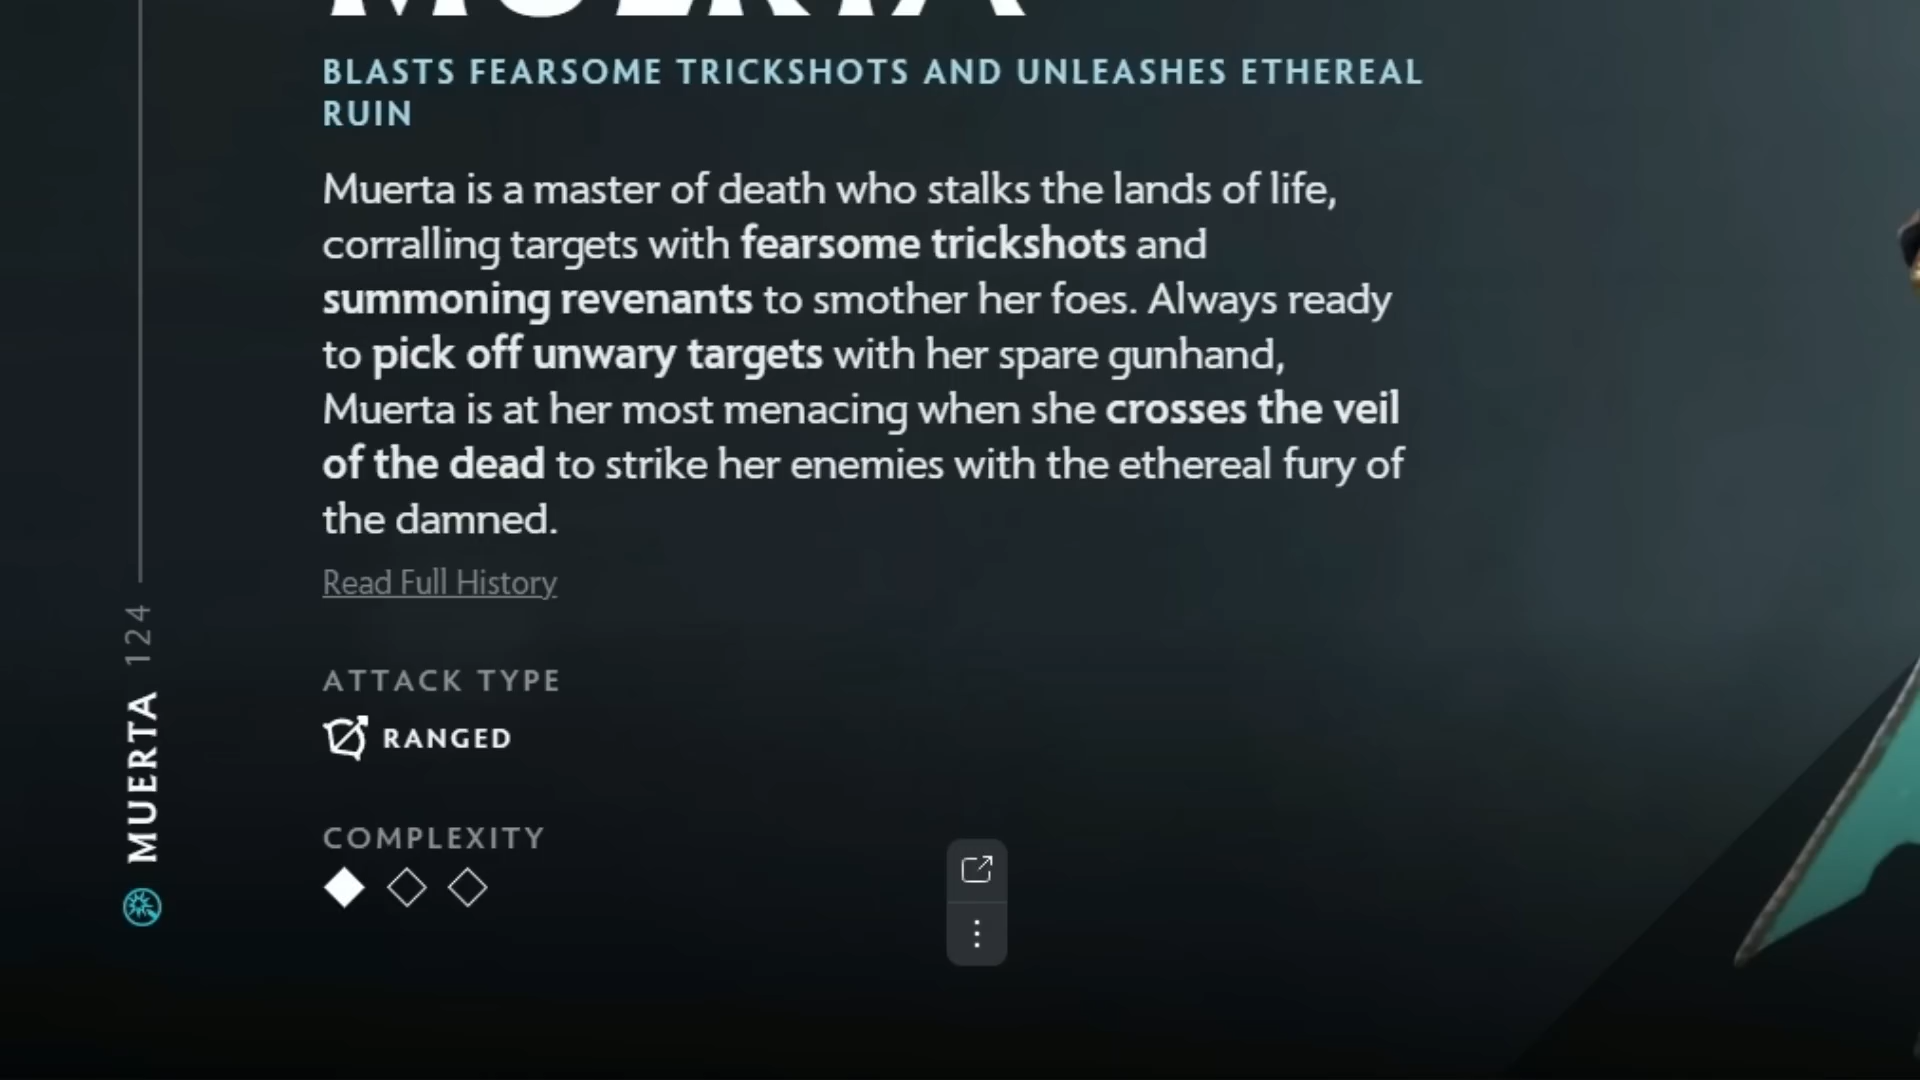 MUERTA
BLASTS FEARSOME TRICKSHOTS AND UNLEASHES ETHEREAL
RUIN
Muerta is a master of death who stalks the lands of life,
corralling targets with fearsome trickshots and
summoning revenants to smother her foes. Always ready
to pick off unwary targets with her spare gunhand,
Muerta is at her most menacing when she crosses the veil
of the dead to strike her enemies with the ethereal fury of
the damned.
Read Full History
ATTACK TYPE
RANGED
COMPLEXITY
MUERTA 124